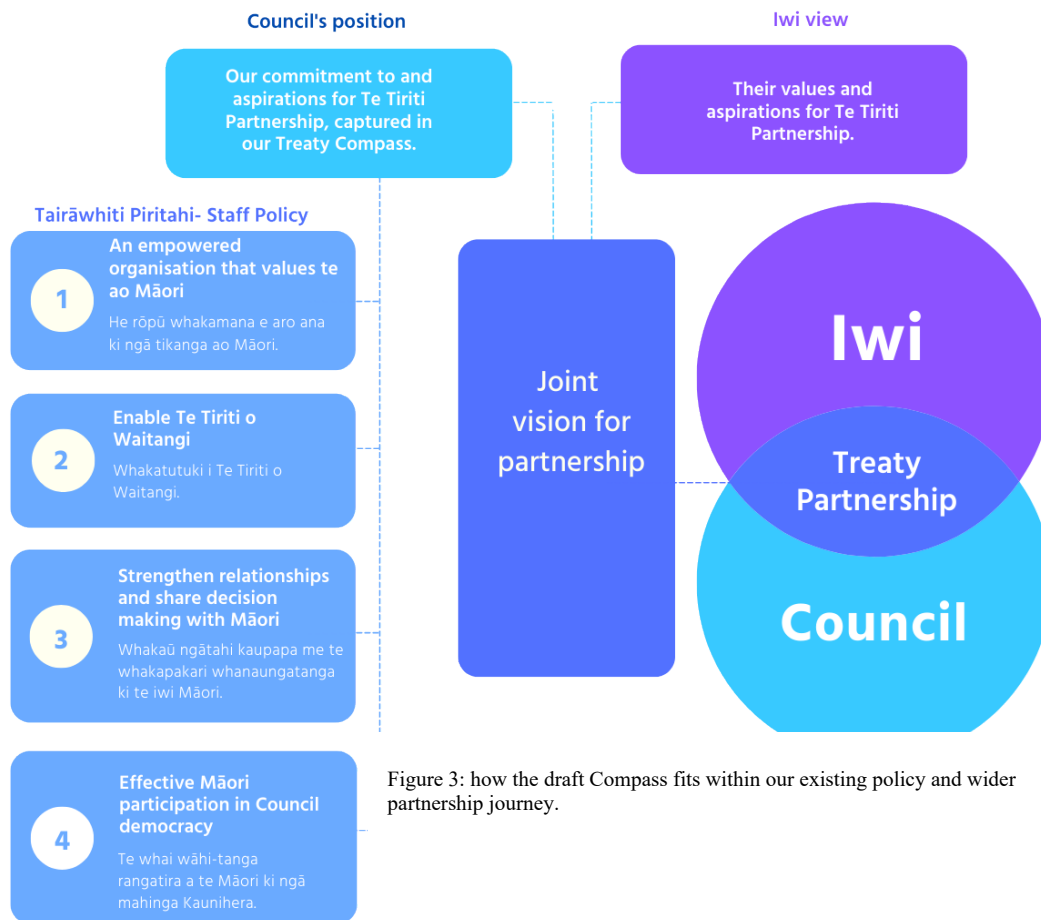 Council's position
Our commitment to and
aspirations for Te Tiriti
Partnership, captured in
our Treaty Compass.
Iwi view
Their values and
aspirations for Te Tiriti
Partnership.
Tairāwhiti Piritahi- Staff Policy
1
An empowered
organisation that values te
ao Māori
He rōpū whakamana e aro ana
ki ngā tikanga ao Māori.
2
Enable Te Tiriti o
Waitangi
Whakatutuki i Te Tiriti o
Waitangi.
3
Strengthen relationships
and share decision
making with Māori
Whakaū ngātahi kaupapa me te
whakapakari whanaungatanga
ki te iwi Māori.
4
Effective Māori
participation in Council
democracy
Te whai wāhi-tanga
rangatira a te Māori ki ngā
mahinga Kaunihera.
Joint
vision for
partnership
Iwi
Treaty
Partnership
Council
Figure 3: how the draft Compass fits within our existing policy and wider
partnership journey.